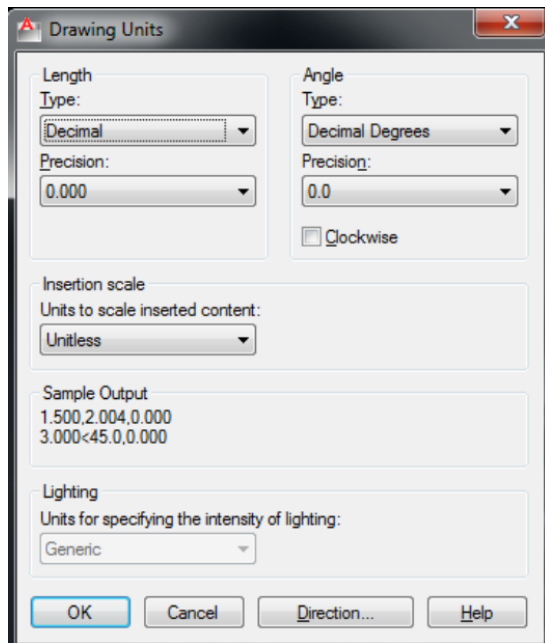 Drawing Units
Length
Type:
Decimal
Precision:
0.000
Angle
Type:
Decimal Degrees
Precision:
0.0
Clockwise
Insertion scale
Units to scale inserted content:
Unitless
Sample Output
1.500,2.004,0.000
3.000<45.0,0.000
Lighting
Units for specifying the intensity of lighting:
Generic
OK
Cancel
Direction...
Help